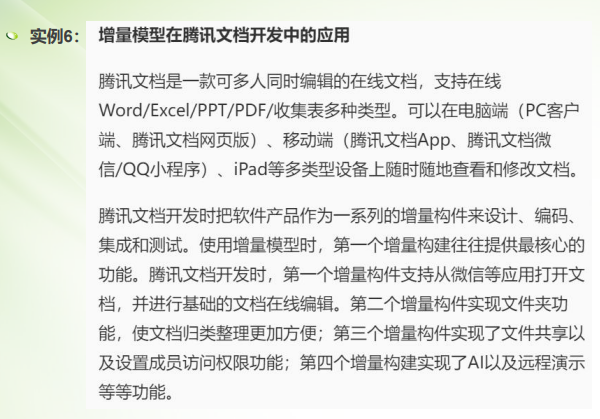 实例6： 增量模型在腾讯文档开发中的应用
腾讯文档是一款可多人同时编辑的在线文档，支持在线
Word/Excel/PPT/PDF/收集表多种类型。可以在电脑端（PC客户
端、腾讯文档网页版）、移动端（腾讯文档App、腾讯文档微
信/QQ小程序）、iPad等多类型设备上随时随地查看和修改文档。
腾讯文档开发时把软件产品作为一系列的增量构件来设计、编码、
集成和测试。使用增量模型时，第一个增量构建往往提供最核心的
功能。腾讯文档开发时，第一个增量构件支持从微信等应用打开文
档，并进行基础的文档在线编辑。第二个增量构件实现文件夹功
能，使文档归类整理更加方便；第三个增量构件实现了文件共享以
及设置成员访问权限功能；第四个增量构建实现了AI以及远程演示
等等功能。